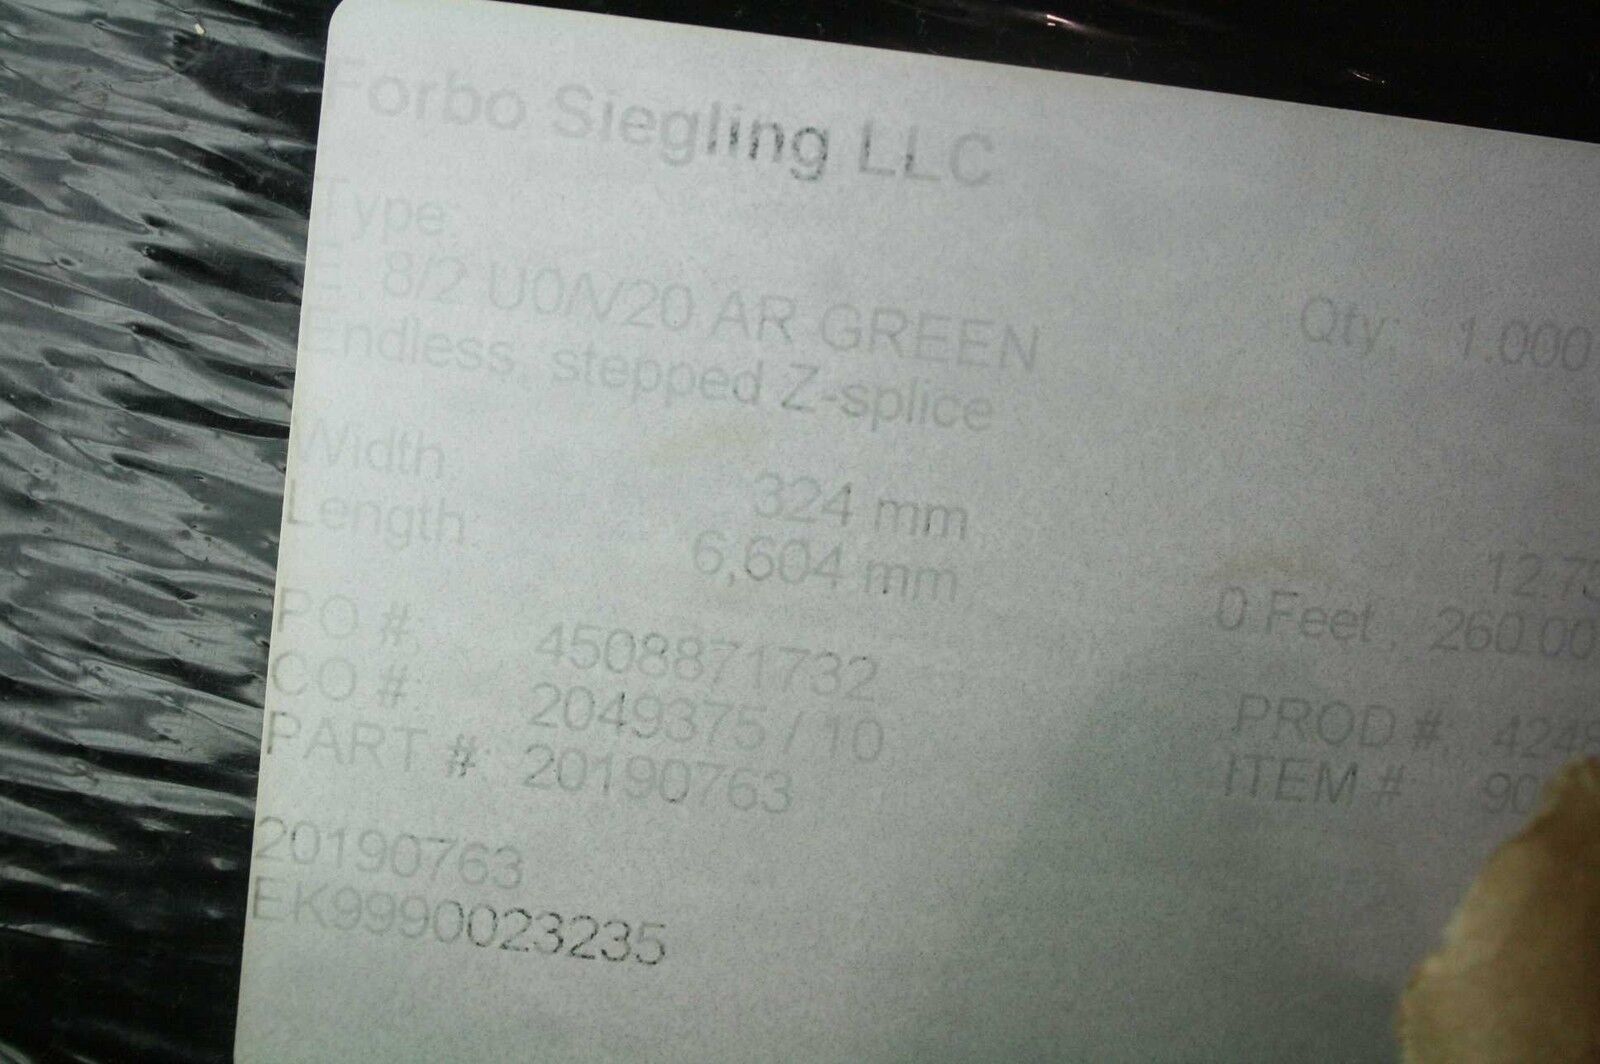 Forbo Siegling LLC
Type:
E 8/2 U0/V20 AR GREEN Qty: 1.000
Endless, stepped Z-splice
Width 324 mm 12.73
Length: 6,604 mm 0 Feet, 260.00
PO #: 4508871732
CO #: 2049375 / 10 PROD #: 4248
PART #: 20190763 ITEM # 90
20190763
EK9990023235